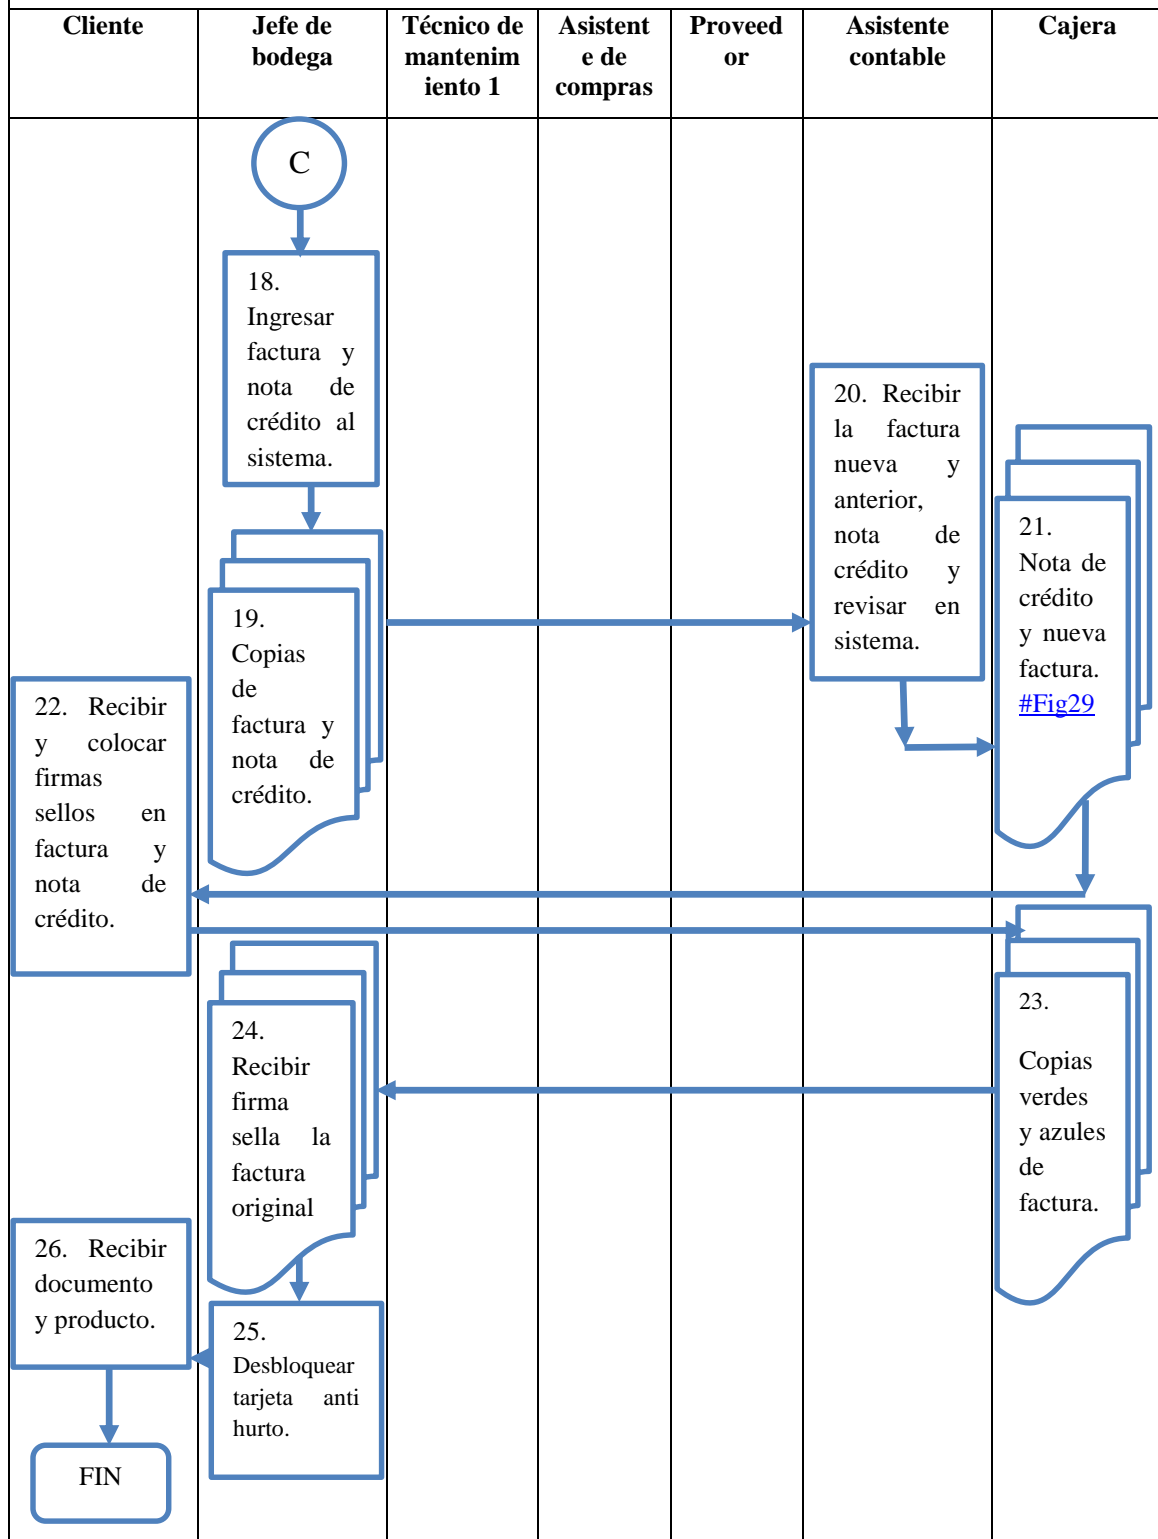 Cliente
Jefe de
bodega
Técnico de
mantenim
iento 1
Asistent
e de
compras
Proveed
or
Asistente
contable
Cajera
C
18.
Ingresar
factura y
nota de
crédito al
sistema.
19.
Copias
de
factura y
nota de
crédito.
20. Recibir
la factura
nueva y
anterior,
nota de
crédito y
revisar en
sistema.
21.
Nota de
crédito
y nueva
factura.
#Fig29
22. Recibir
y colocar
firmas
sellos en
factura y
nota de
crédito.
23.
Copias
verdes
y azules
de
factura.
24.
Recibir
firma
sella la
factura
original
25.
Desbloquear
tarjeta anti
hurto.
26. Recibir
documento
y producto.
FIN